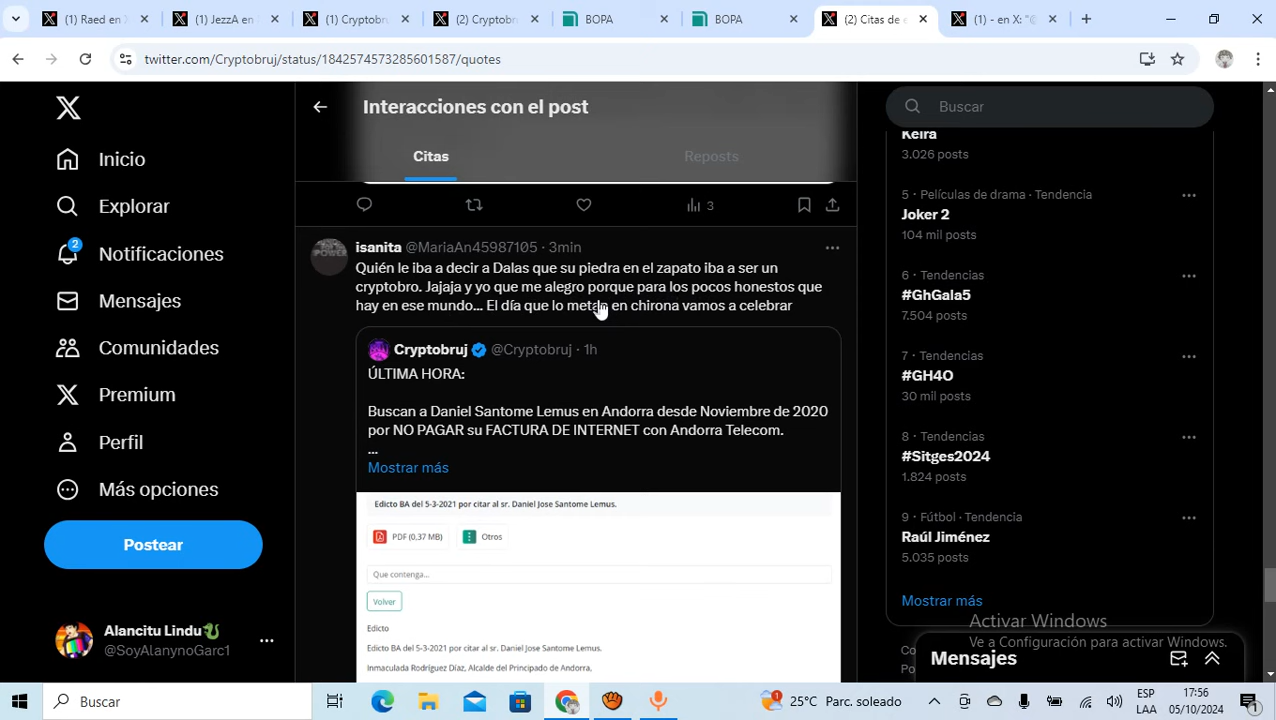 (1) Raed en
(1) JezzA en
(1) Cryptobru
(2) Cryptobru
BOPA
BOPA
(2) Citas de e
- en X: "@
twitter.com/Cryptobruj/status/1842574573285601587/quotes
Interacciones con el post
Citas
Reposts
Inicio
Explorar
2
Notificaciones
Mensajes
Comunidades
Premium
Perfil
Más opciones
Postear
Alancitu Lindu🐉
@SoyAlanynoGarc1
3
isanita @MariaAn45987105 · 3min
Quién le iba a decir a Dalas que su piedra en el zapato iba a ser un
cryptobro. Jajaja y yo que me alegro porque para los pocos honestos que
hay en ese mundo... El día que lo metan en chirona vamos a celebrar
Cryptobruj @Cryptobruj · 1h
ÚLTIMA HORA:
Buscan a Daniel Santome Lemus en Andorra desde Noviembre de 2020
por NO PAGAR su FACTURA DE INTERNET con Andorra Telecom.
...
Mostrar más
Edicto BA del 5-3-2021 por citar al sr. Daniel Jose Santome Lemus.
PDF (0,37 MB)
Otros
Que contenga...
Volver
Edicto
Edicto BA del 5-3-2021 por citar al sr. Daniel Jose Santome Lemus.
Inmaculada Rodríguez Díaz, Alcalde del Principado de Andorra,
Buscar
Keira
3.026 posts
5 · Películas de drama · Tendencia
Joker 2
104 mil posts
6 · Tendencias
#GhGala5
7.504 posts
7 · Tendencias
#GH4O
30 mil posts
8 · Tendencias
#Sitges2024
1.824 posts
9 · Fútbol · Tendencia
Raúl Jiménez
5.035 posts
Mostrar más
Activar Windows
Ve a Configuración para activar Windows.
Mensajes
Buscar
1
25°C Parc. soleado
ESP
LAA
17:56
05/10/2024
1